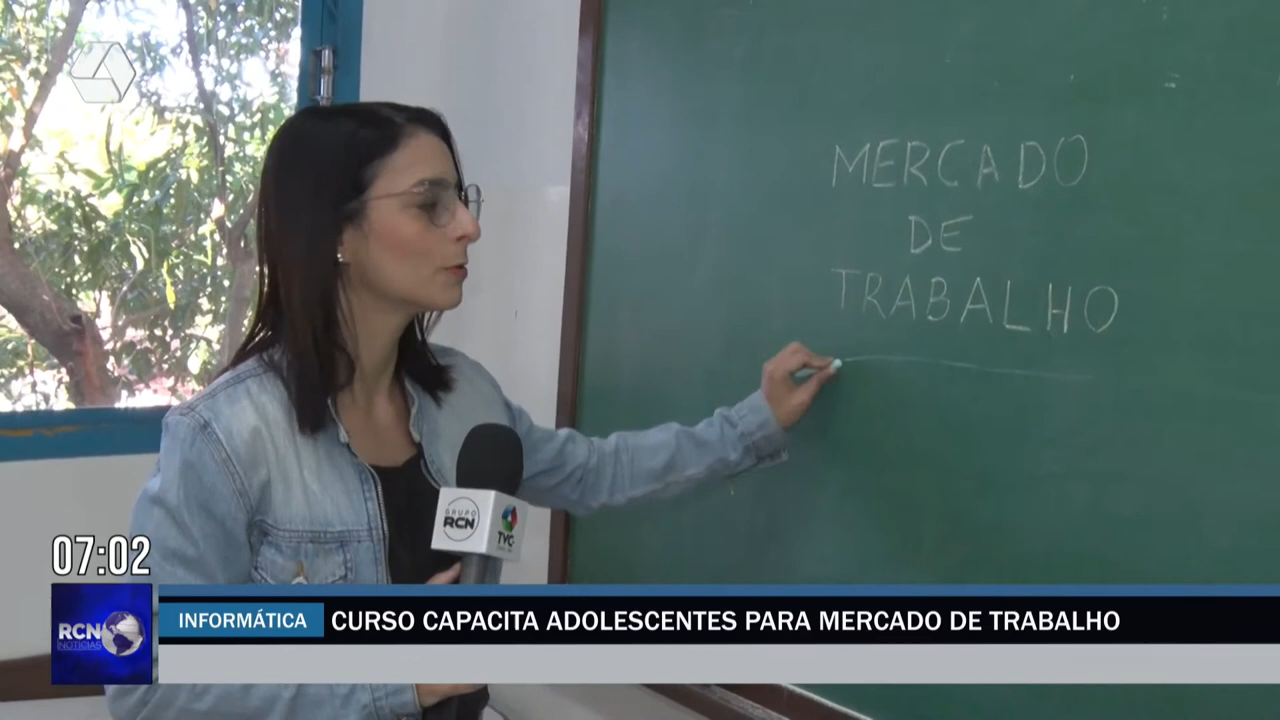 MERCADO
DE
TRABALHO
GRUPO
RCN
TVC
07:02
RCN
NOTÍCIAS
INFORMÁTICA
CURSO CAPACITA ADOLESCENTES PARA MERCADO DE TRABALHO